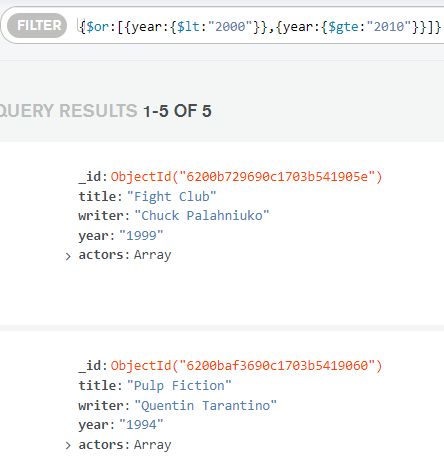 FILTER {$or:[{year:{$lt:"2000"}},{year:{$gte:"2010"}}]}
QUERY RESULTS 1-5 OF 5
_id: ObjectId("6200b729690c1703b541905e")
title: "Fight Club"
writer: "Chuck Palahniuko"
year: "1999"
> actors: Array
_id: ObjectId("6200baf3690c1703b5419060")
title: "Pulp Fiction"
writer: "Quentin Tarantino"
year: "1994"
> actors: Array